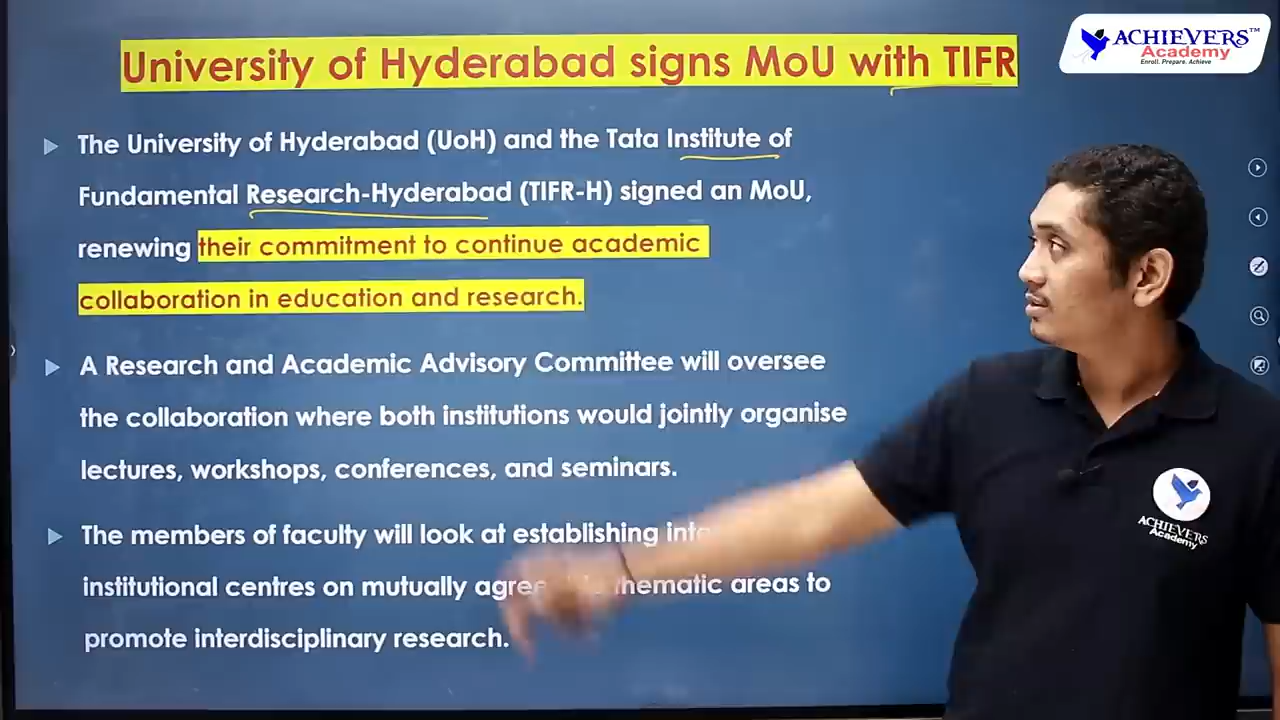 University of Hyderabad signs MoU with TIFR
ACHIEVERS™
Academy
Enroll. Prepare. Achieve
The University of Hyderabad (UoH) and the Tata Institute of
Fundamental Research-Hyderabad (TIFR-H) signed an MoU,
renewing their commitment to continue academic
collaboration in education and research.
A Research and Academic Advisory Committee will oversee
the collaboration where both institutions would jointly organise
lectures, workshops, conferences, and seminars.
The members of faculty will look at establishing
institutional centres on mutually thematic areas to
promote interdisciplinary research.
ACHIEVERS
Academy